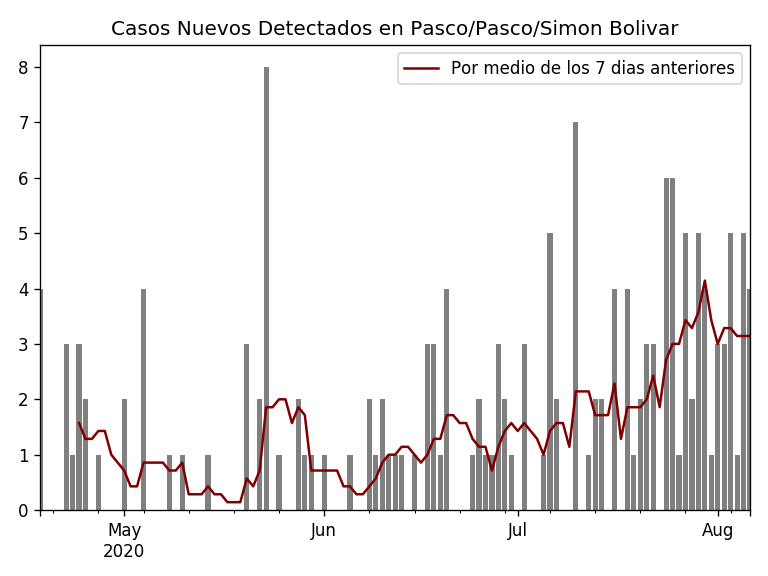 Casos Nuevos Detectados en Pasco/Pasco/Simon Bolivar
Por medio de los 7 dias anteriores
8
7
6
5
4
3
2
1
0
May
2020
Jun
Jul
Aug